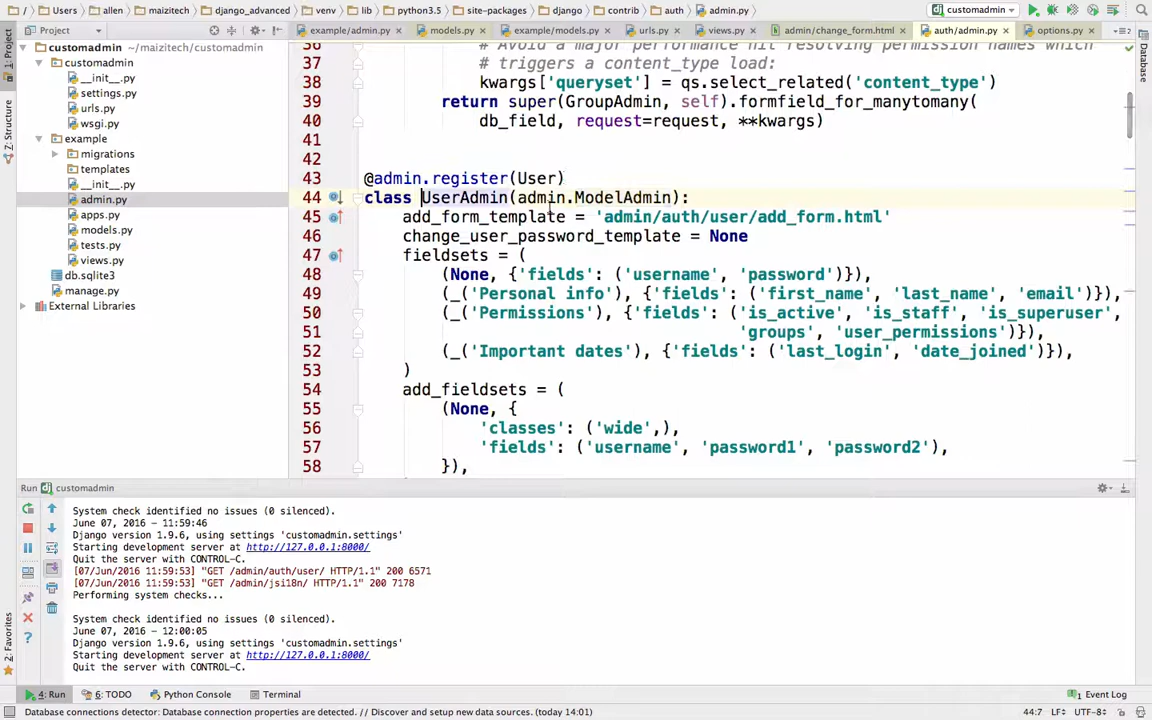 / Users allen maizitech django_advanced venv lib python3.5 site-packages django contrib auth admin.py customadmin
Project example/admin.py × models.py × example/models.py × urls.py × views.py × admin/change_form.html × auth/admin.py × options.py ×
customadmin ~/maizitech/customadmin
customadmin
__init__.py
settings.py
urls.py
wsgi.py
example
migrations
templates
__init__.py
admin.py
apps.py
models.py
tests.py
views.py
db.sqlite3
manage.py
External Libraries
1: Project
7: Structure
2: Favorites
Database
36 # Avoid a major performance hit resolving permission names which
37 # triggers a content_type load:
38 kwargs['queryset'] = qs.select_related('content_type')
39 return super(GroupAdmin, self).formfield_for_manytomany(
40 db_field, request=request, **kwargs)
41
42
43 @admin.register(User)
44 class UserAdmin(admin.ModelAdmin):
45 add_form_template = 'admin/auth/user/add_form.html'
46 change_user_password_template = None
47 fieldsets = (
48 (None, {'fields': ('username', 'password')}),
49 (_('Personal info'), {'fields': ('first_name', 'last_name', 'email')}),
50 (_('Permissions'), {'fields': ('is_active', 'is_staff', 'is_superuser',
51 'groups', 'user_permissions')}),
52 (_('Important dates'), {'fields': ('last_login', 'date_joined')}),
53 )
54 add_fieldsets = (
55 (None, {
56 'classes': ('wide',),
57 'fields': ('username', 'password1', 'password2'),
58 }),
Run customadmin
System check identified no issues (0 silenced).
June 07, 2016 - 11:59:46
Django version 1.9.6, using settings 'customadmin.settings'
Starting development server at http://127.0.0.1:8000/
Quit the server with CONTROL-C.
[07/Jun/2016 11:59:53] "GET /admin/auth/user/ HTTP/1.1" 200 6571
[07/Jun/2016 11:59:53] "GET /admin/jsi18n/ HTTP/1.1" 200 7178
Performing system checks...
System check identified no issues (0 silenced).
June 07, 2016 - 12:00:05
Django version 1.9.6, using settings 'customadmin.settings'
Starting development server at http://127.0.0.1:8000/
Quit the server with CONTROL-C.
4: Run 6: TODO Python Console Terminal 1 Event Log
Database connections detector: Database connection properties are detected. // Discover and setup new data sources. (today 14:01) 44:7 LF÷ UTF-8÷